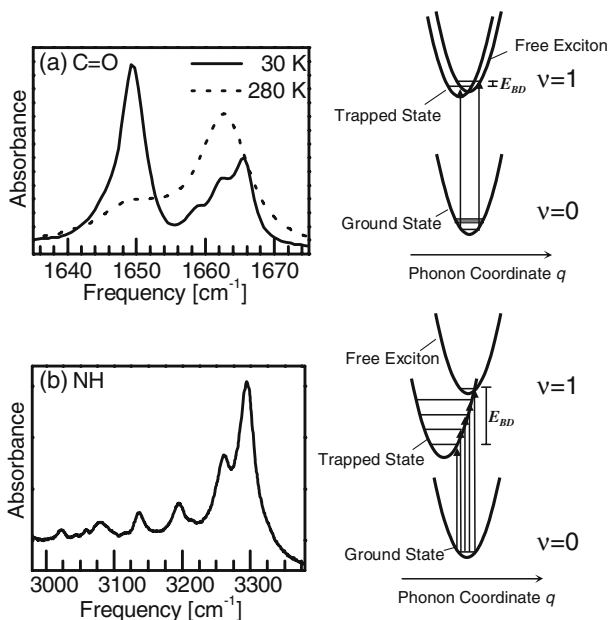 (a) C=O
30 K
280 K
Absorbance
1640 1650 1660 1670
Frequency [cm⁻¹]
Free Exciton
E_BD
ν=1
Trapped State
Ground State
ν=0
Phonon Coordinate q
(b) NH
Absorbance
3000 3100 3200 3300
Frequency [cm⁻¹]
Free Exciton
ν=1
E_BD
Trapped State
Ground State
ν=0
Phonon Coordinate q